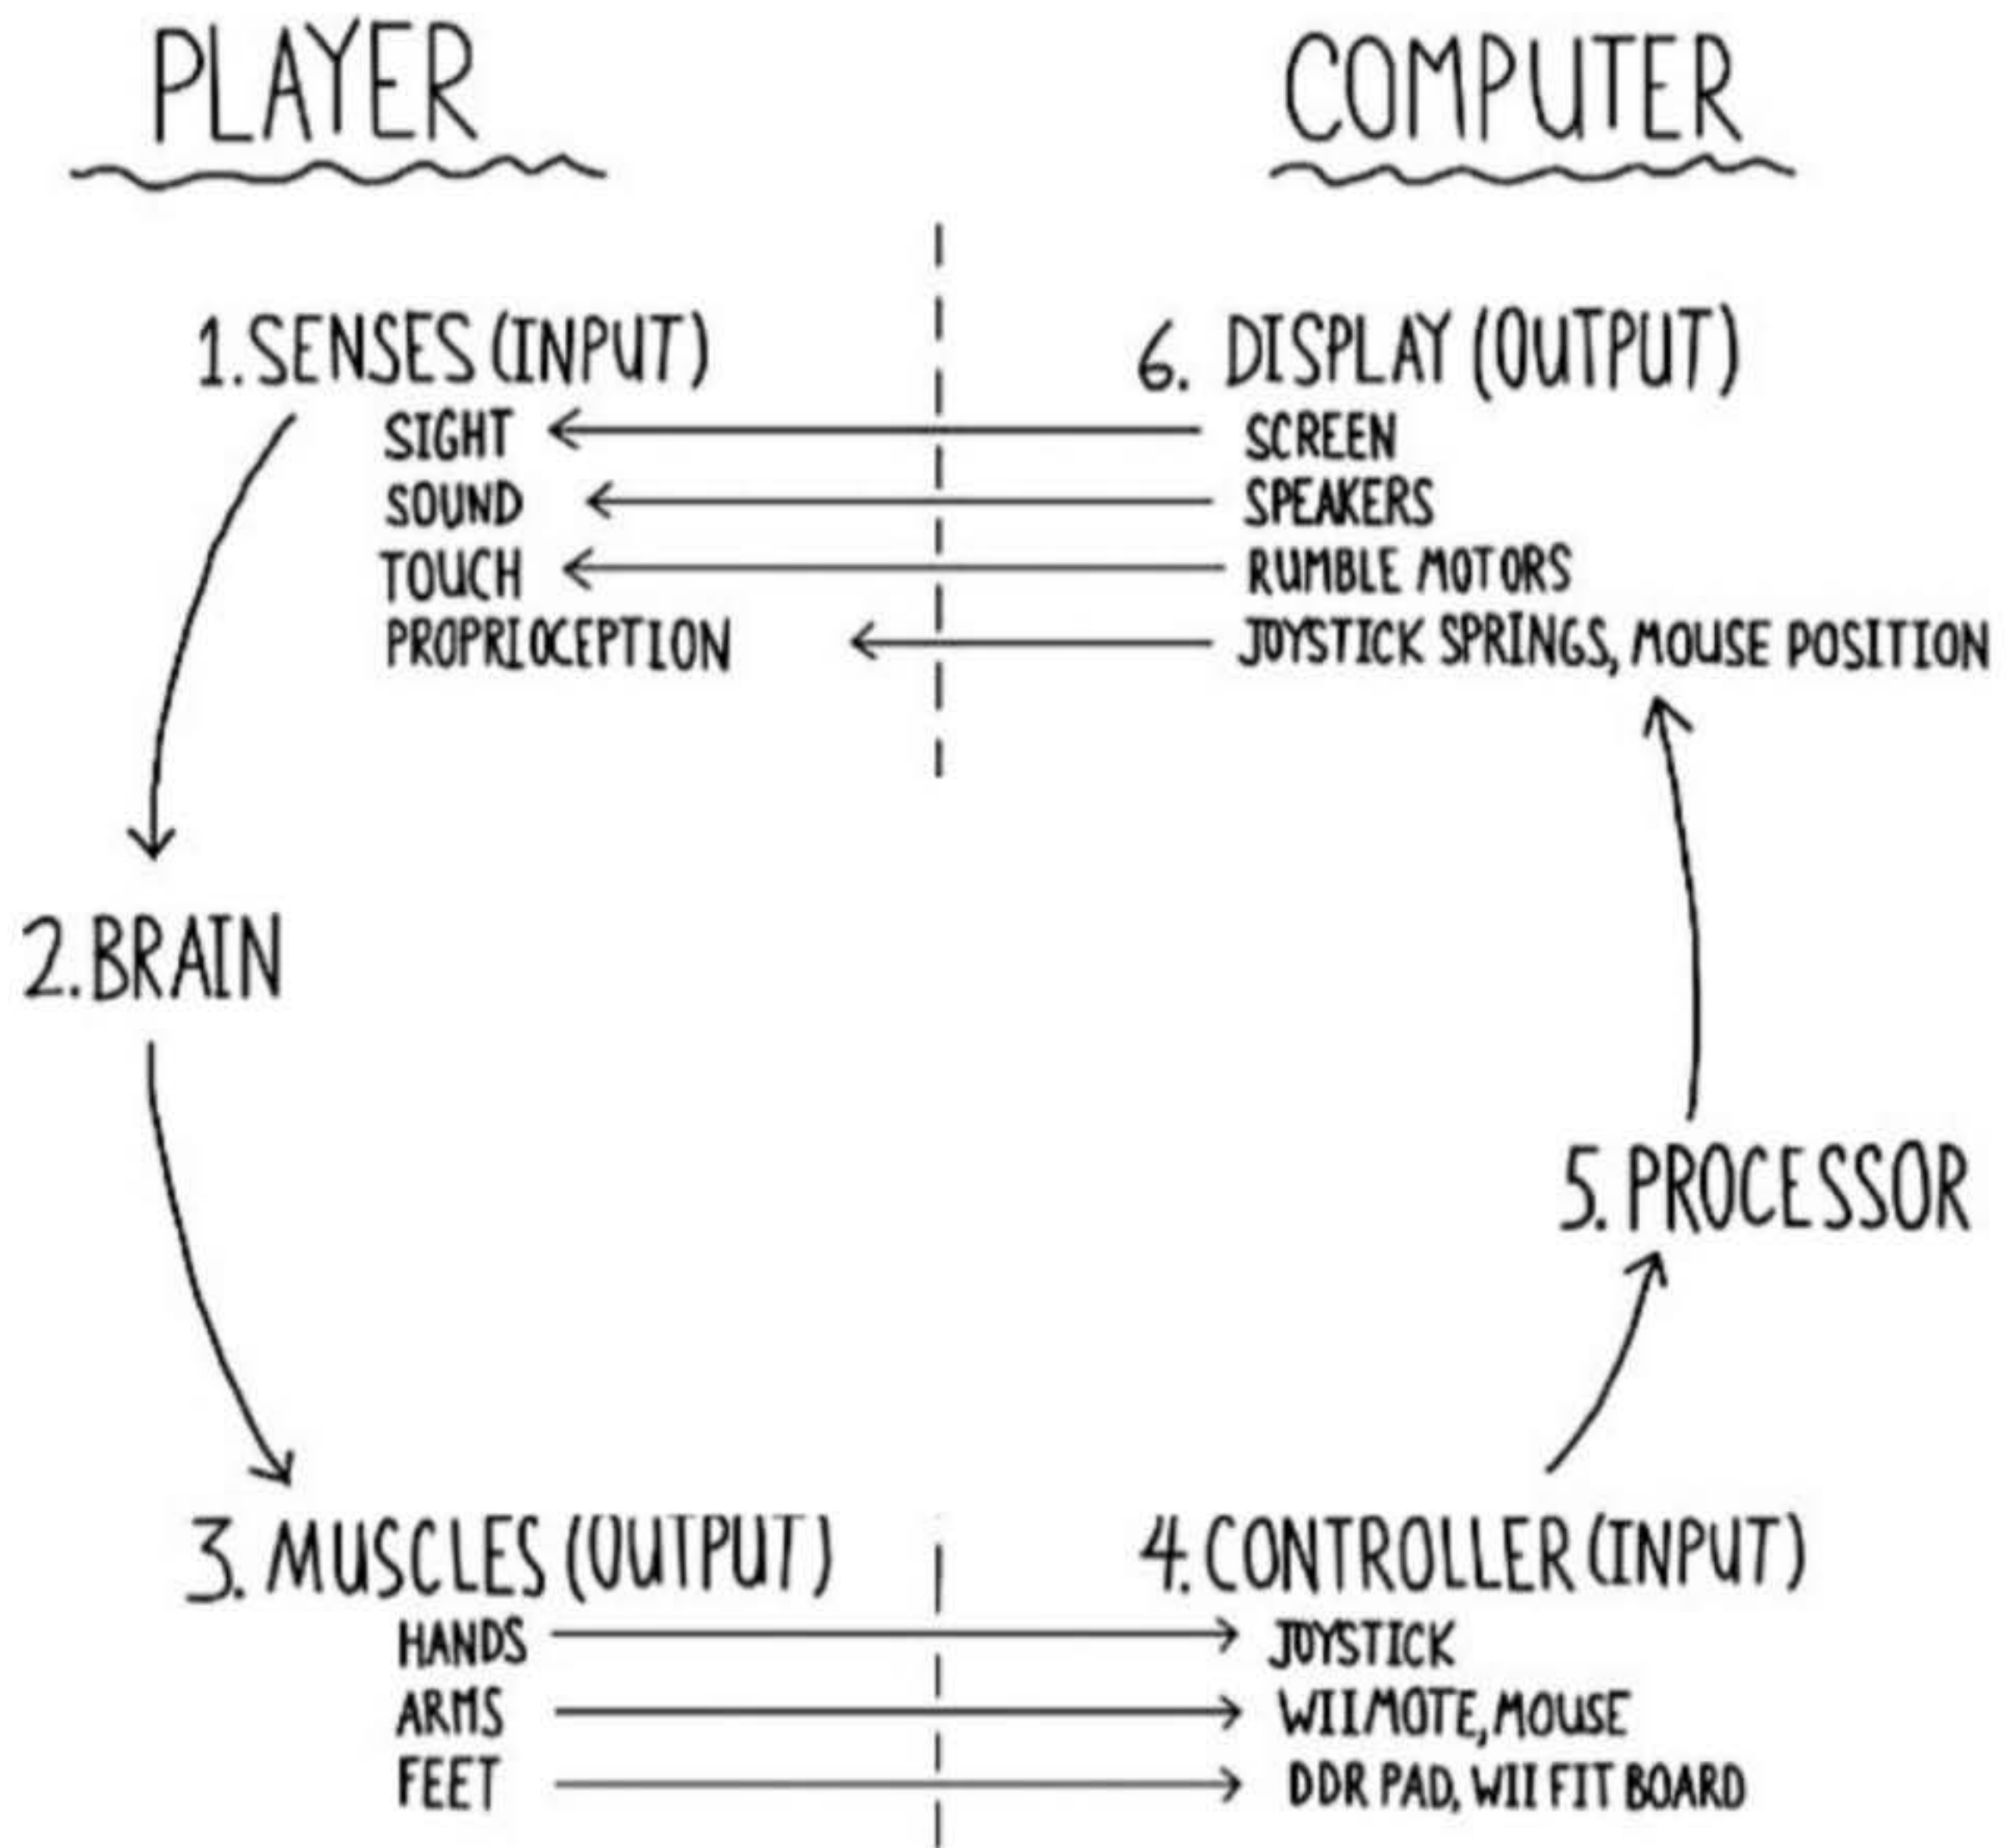 PLAYER
COMPUTER
1. SENSES (INPUT)
SIGHT
SOUND
TOUCH
PROPRIOCEPTION
6. DISPLAY (OUTPUT)
SCREEN
SPEAKERS
RUMBLE MOTORS
JOYSTICK SPRINGS, MOUSE POSITION
2. BRAIN
5. PROCESSOR
3. MUSCLES (OUTPUT)
HANDS
ARMS
FEET
4. CONTROLLER (INPUT)
JOYSTICK
WIIMOTE, MOUSE
DDR PAD, WII FIT BOARD